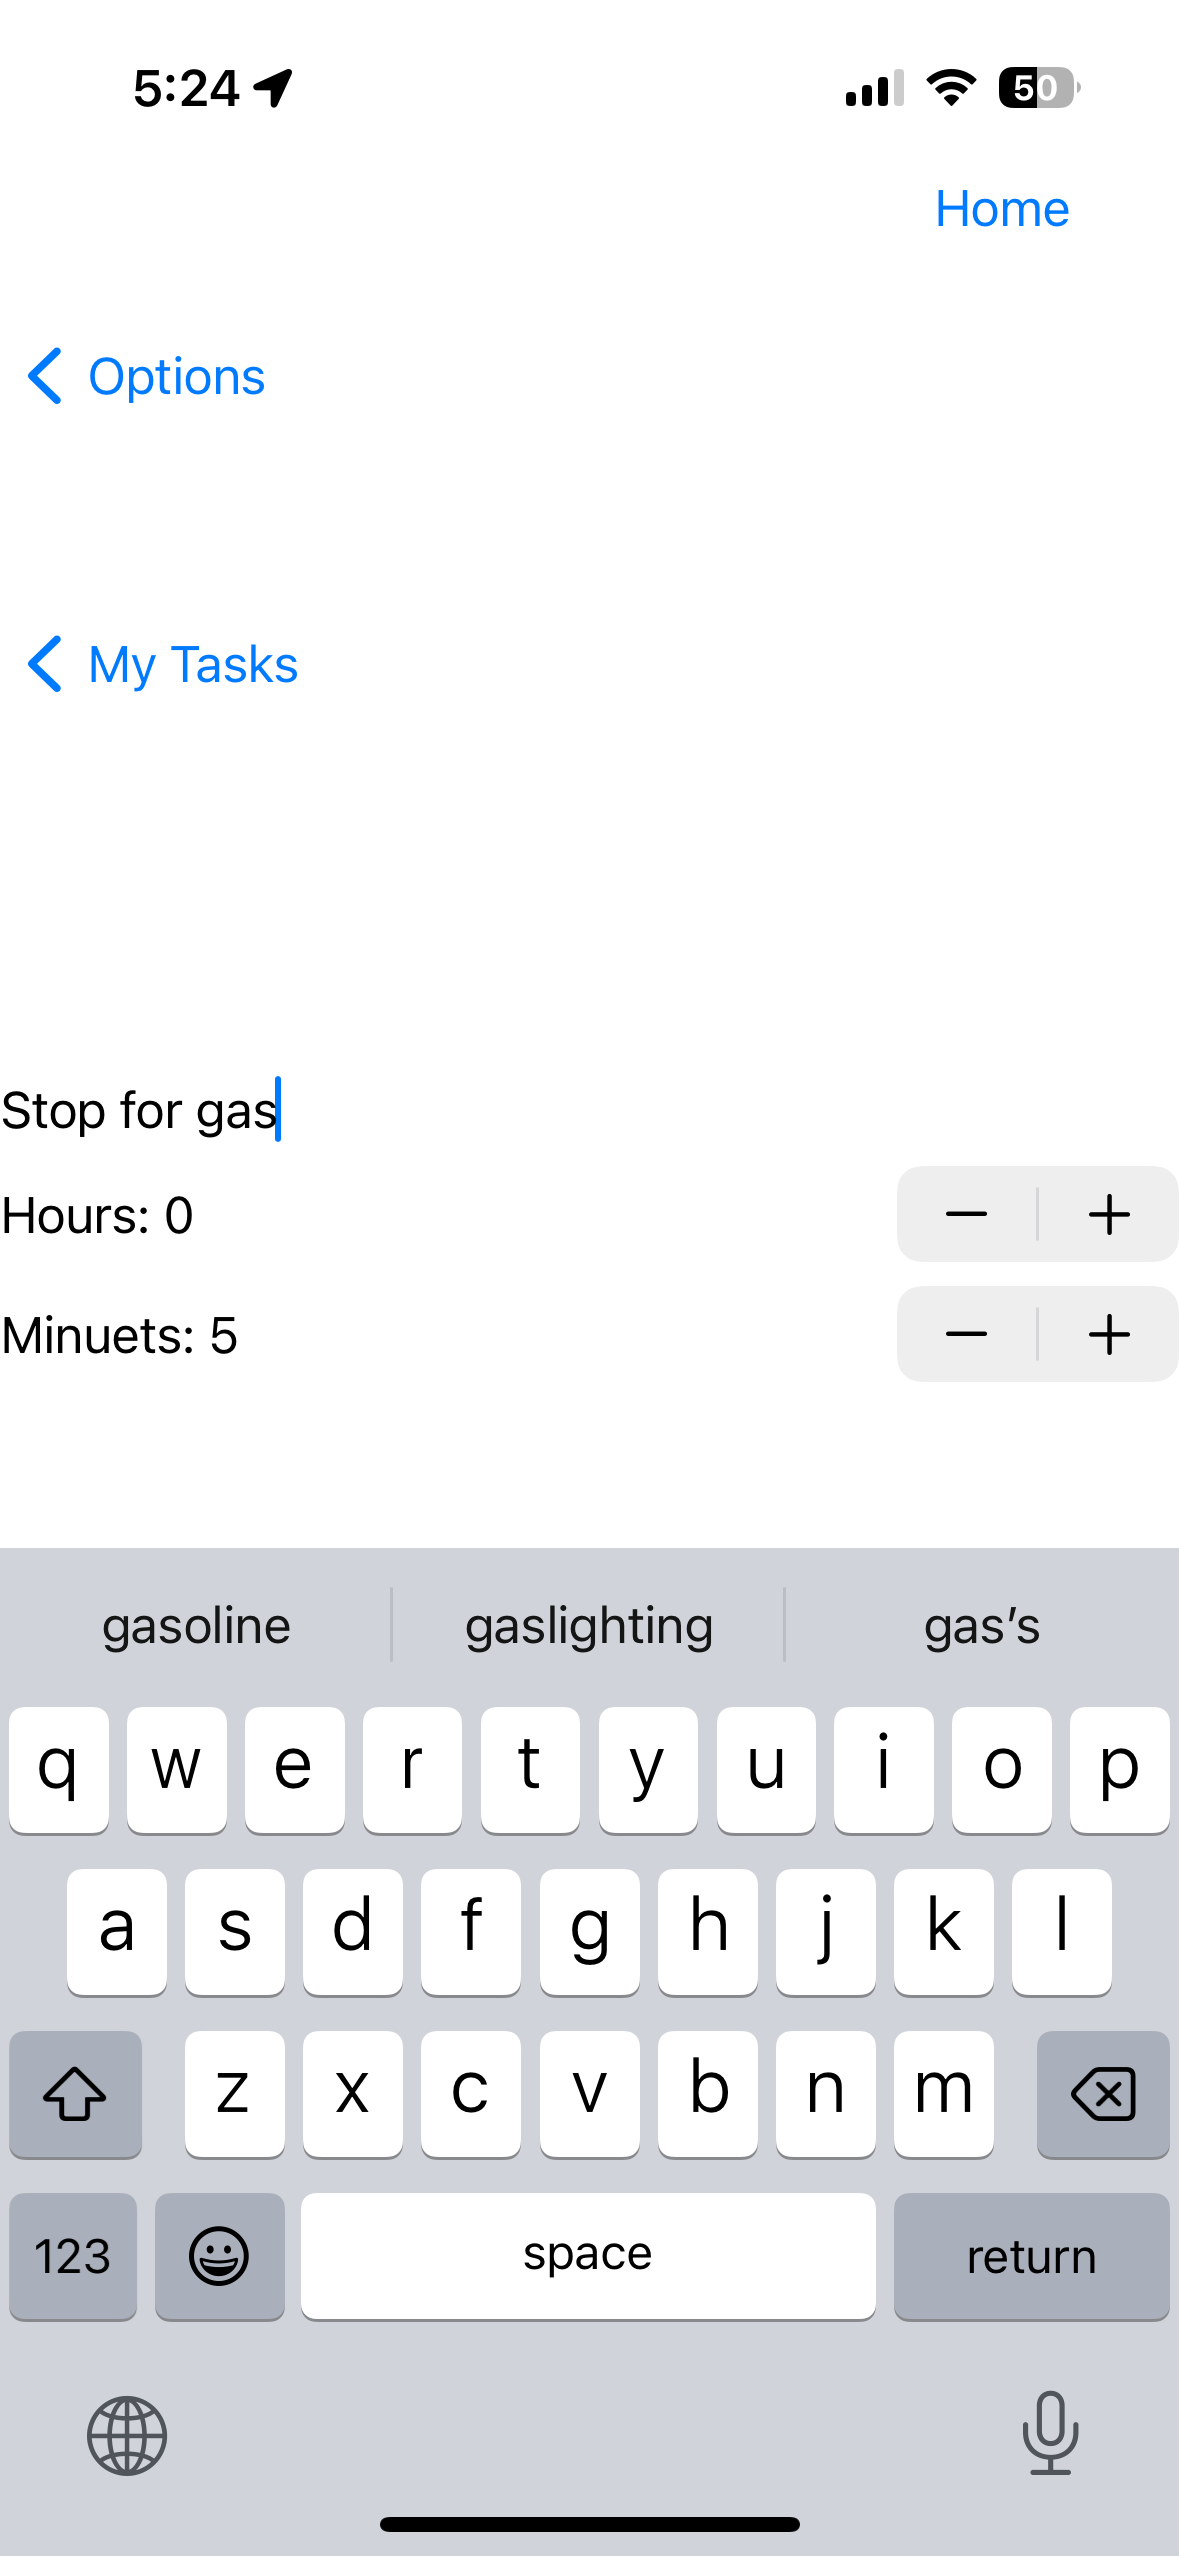 5:24
50
Home
Options
My Tasks
Stop for gas
Hours: 0
Minuets: 5
gasoline gaslighting gas's
q w e r t y u i o p
a s d f g h j k l
z x c v b n m
123 space return